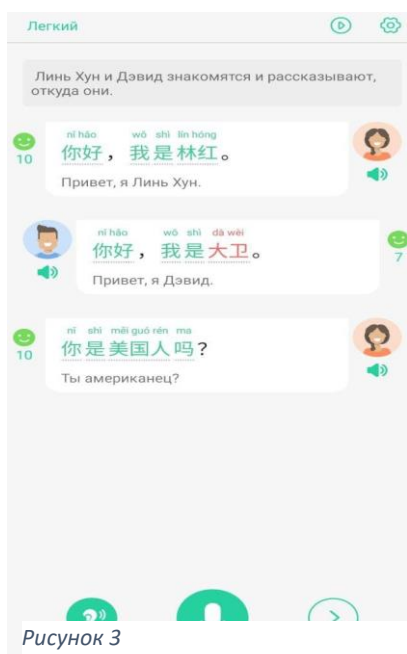 Легкий
Линь Хун и Дэвид знакомятся и рассказывают,
откуда они.
nǐ hǎo wǒ shì lín hóng
你好，我是林红。
10
Привет, я Линь Хун.
nǐ hǎo wǒ shì dà wèi
你好，我是大卫。
7
Привет, я Дэвид.
nǐ shì měi guó rén ma
你是美国人吗？
10
Ты американец?
Рисунок 3